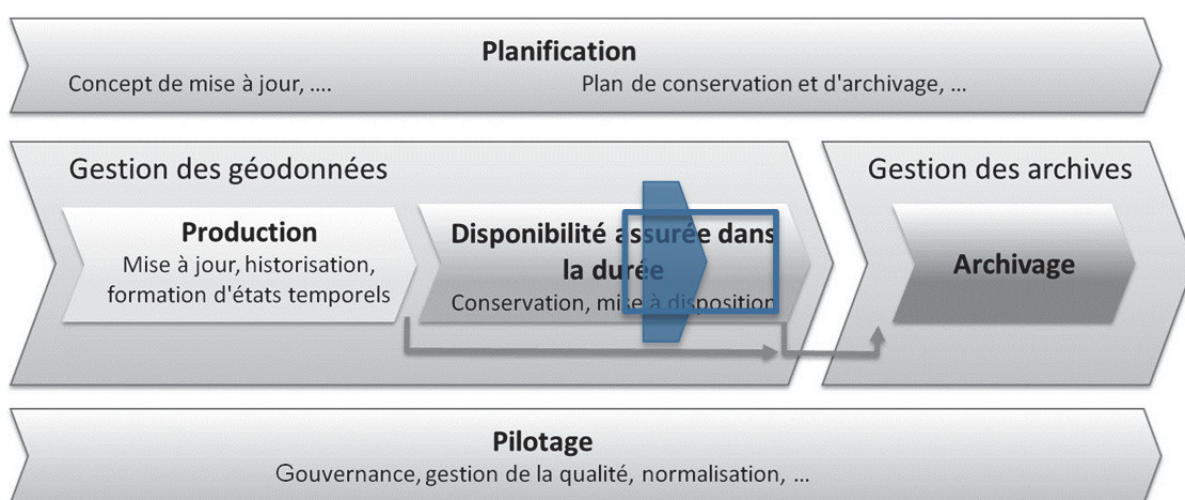 Planification
Concept de mise à jour, ....
Plan de conservation et d'archivage, ...
Gestion des géodonnées
Production
Mise à jour, historisation,
formation d'états temporels
Disponibilité assurée dans
la durée
Conservation, mise à disposition
Gestion des archives
Archivage
Pilotage
Gouvernance, gestion de la qualité, normalisation, ...